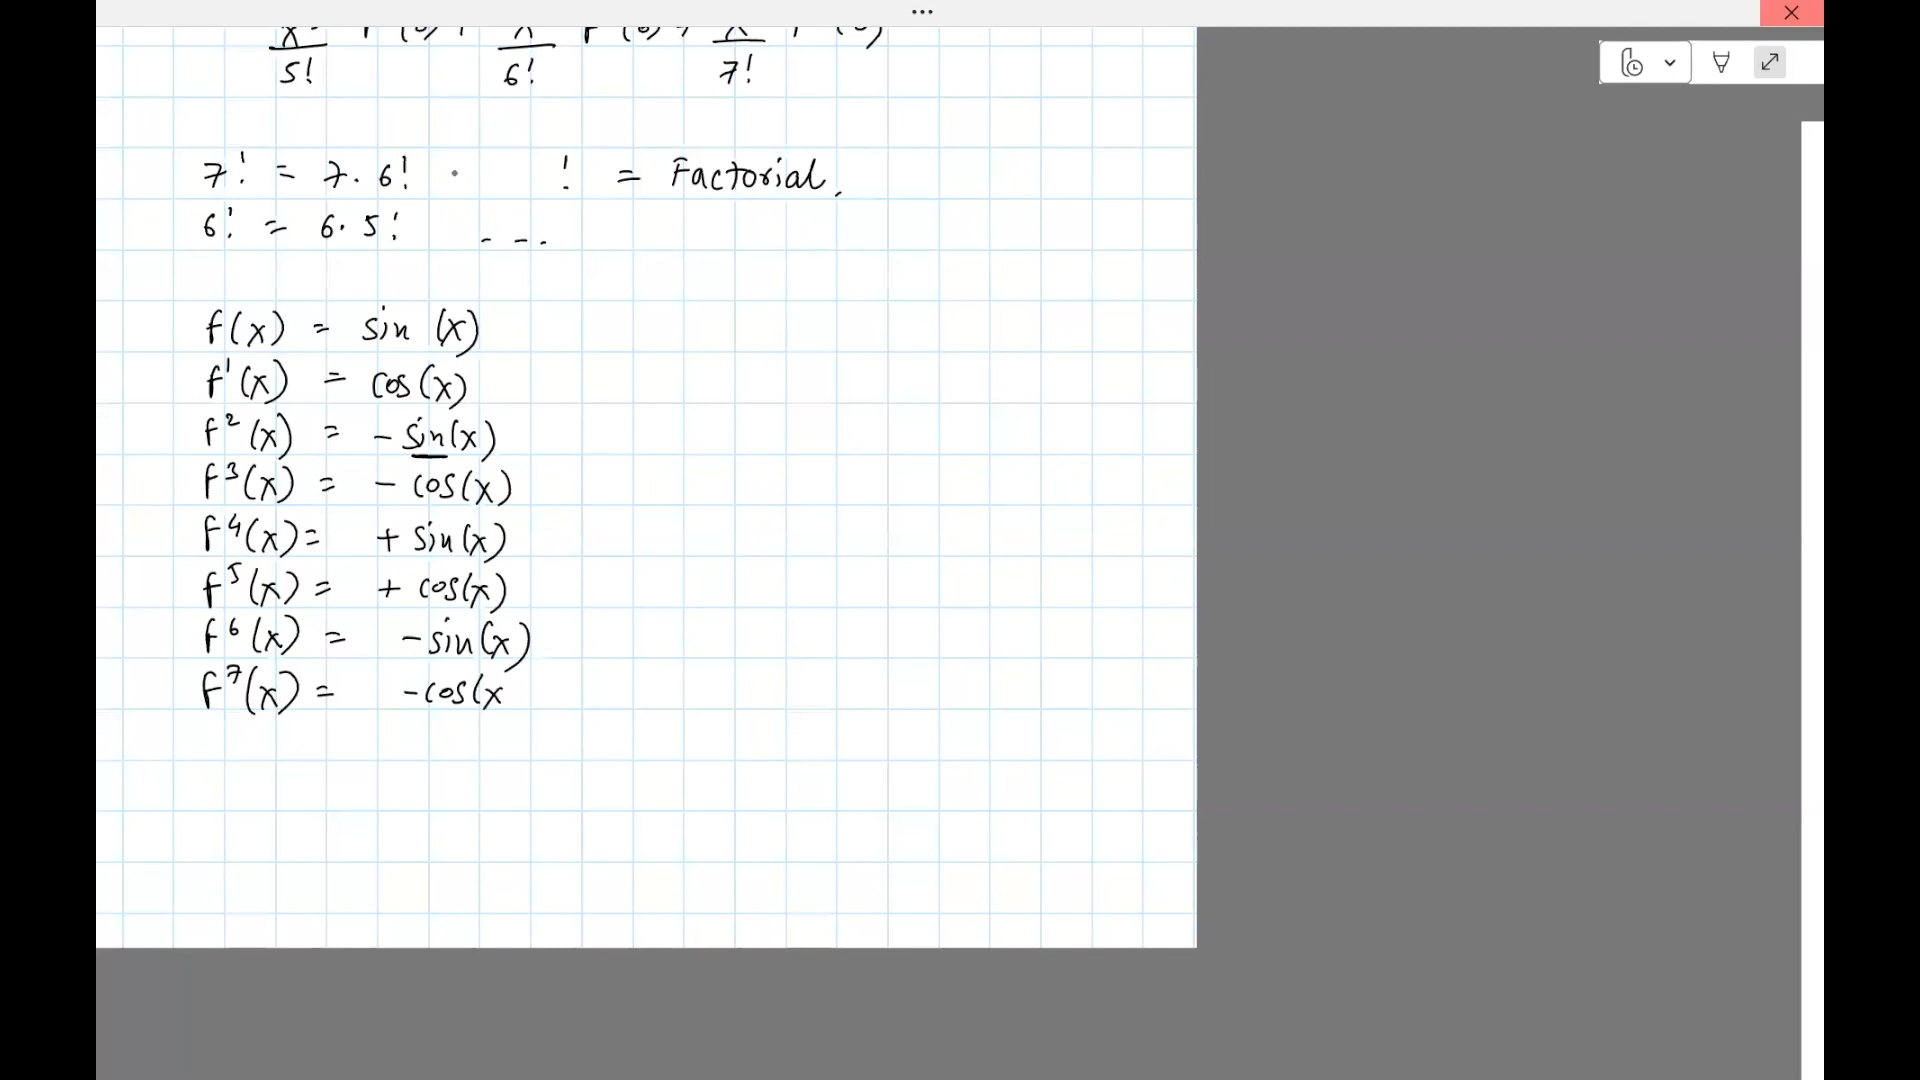 5! 6! 7!
7! = 7. 6! . ! = Factorial,
6! = 6. 5! - - -
f(x) = sin (x)
f'(x) = cos(x)
f²(x) = - sin(x)
f³(x) = - cos(x)
f⁴(x) = + sin(x)
f⁵(x) = + cos(x)
f⁶(x) = - sin(x)
f⁷(x) = - cos(x